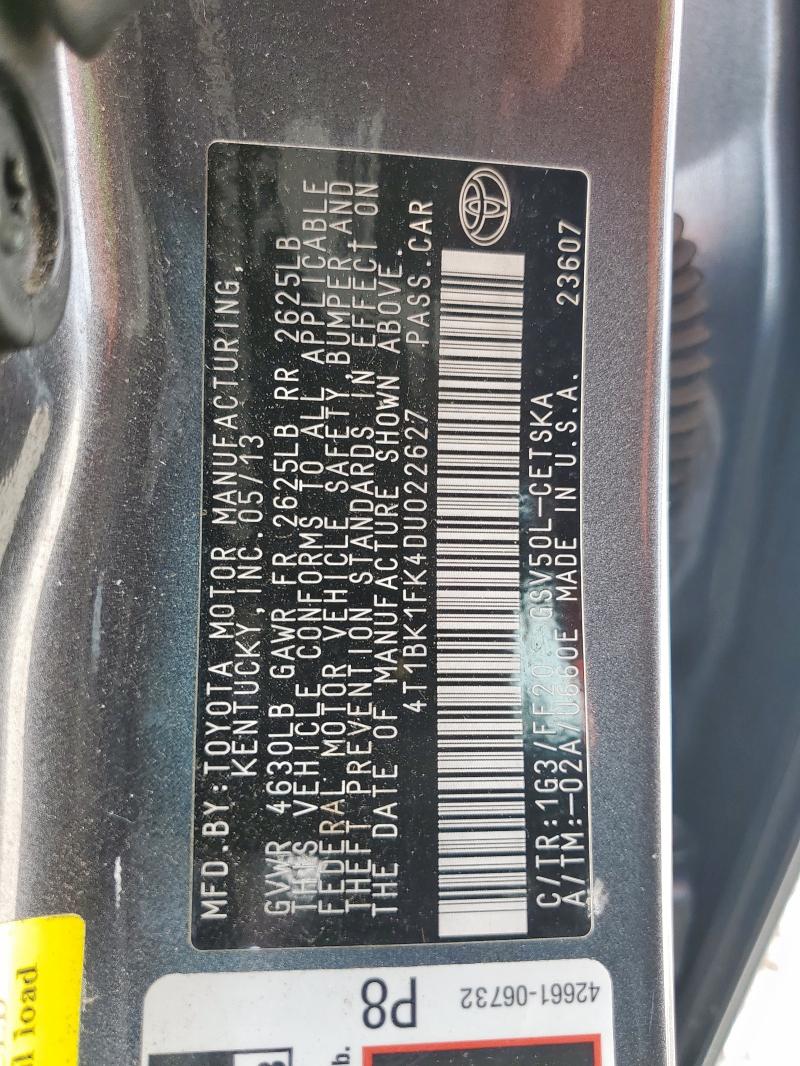 MFD.BY:TOYOTA MOTOR MANUFACTURING,
KENTUCKY, INC. 05/13
GVWR 4630LB GAWR FR 2625LB RR 2625LB
THIS VEHICLE CONFORMS TO ALL APPLICABLE
FEDERAL MOTOR VEHICLE SAFETY, BUMPER AND
THEFT PREVENTION STANDARDS IN EFFECT ON
THE DATE OF MANUFACTURE SHOWN ABOVE.
4T1BK1FK4DU022627 PASS.CAR
C/TR:1G3/FE20 GSV50L-CETSKA
A/TM:-02A/U660E MADE IN U.S.A. 23607
P8
42661-06732
load
b.